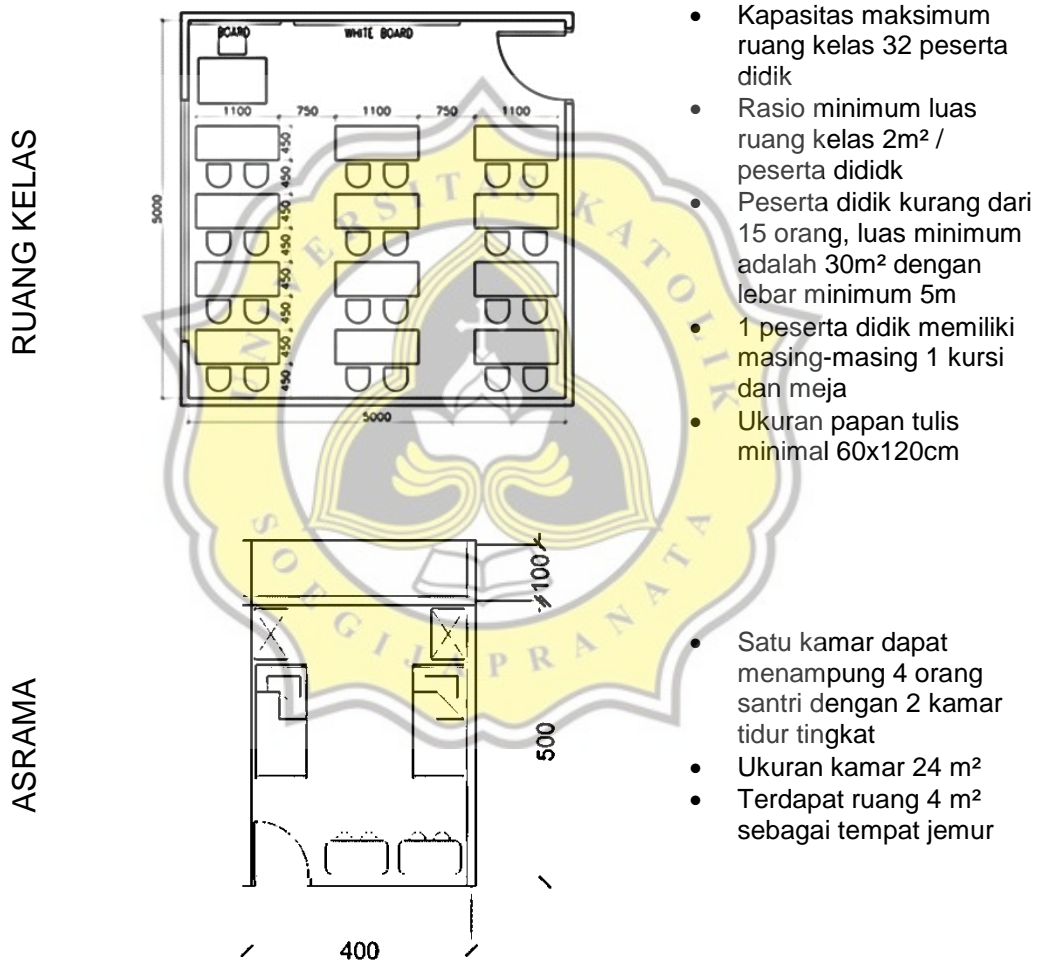 RUANG KELAS
BOARD
WHITE BOARD
1100
750
1100
750
1100
450
450
450
450
450
450
450
450
5000
5000
• Kapasitas maksimum
ruang kelas 32 peserta
didik
• Rasio minimum luas
ruang kelas 2m² /
peserta dididk
• Peserta didik kurang dari
15 orang, luas minimum
adalah 30m² dengan
lebar minimum 5m
• 1 peserta didik memiliki
masing-masing 1 kursi
dan meja
• Ukuran papan tulis
minimal 60x120cm
UNIVERSITAS KATOLIK
SOEGIJAPRANATA
ASRAMA
100
500
400
• Satu kamar dapat
menampung 4 orang
santri dengan 2 kamar
tidur tingkat
• Ukuran kamar 24 m²
• Terdapat ruang 4 m²
sebagai tempat jemur